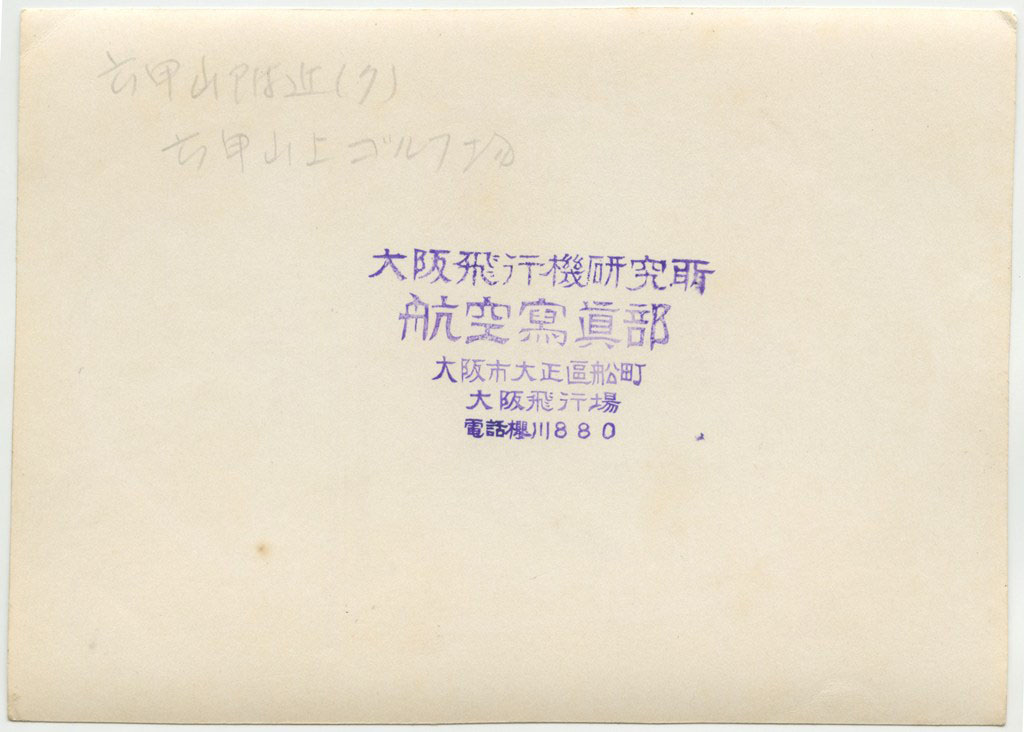 六甲山附近(ク)
六甲山上ゴルフ場
大阪飛行機研究所
航空寫眞部
大阪市大正區船町
大阪飛行場
電話櫻川880